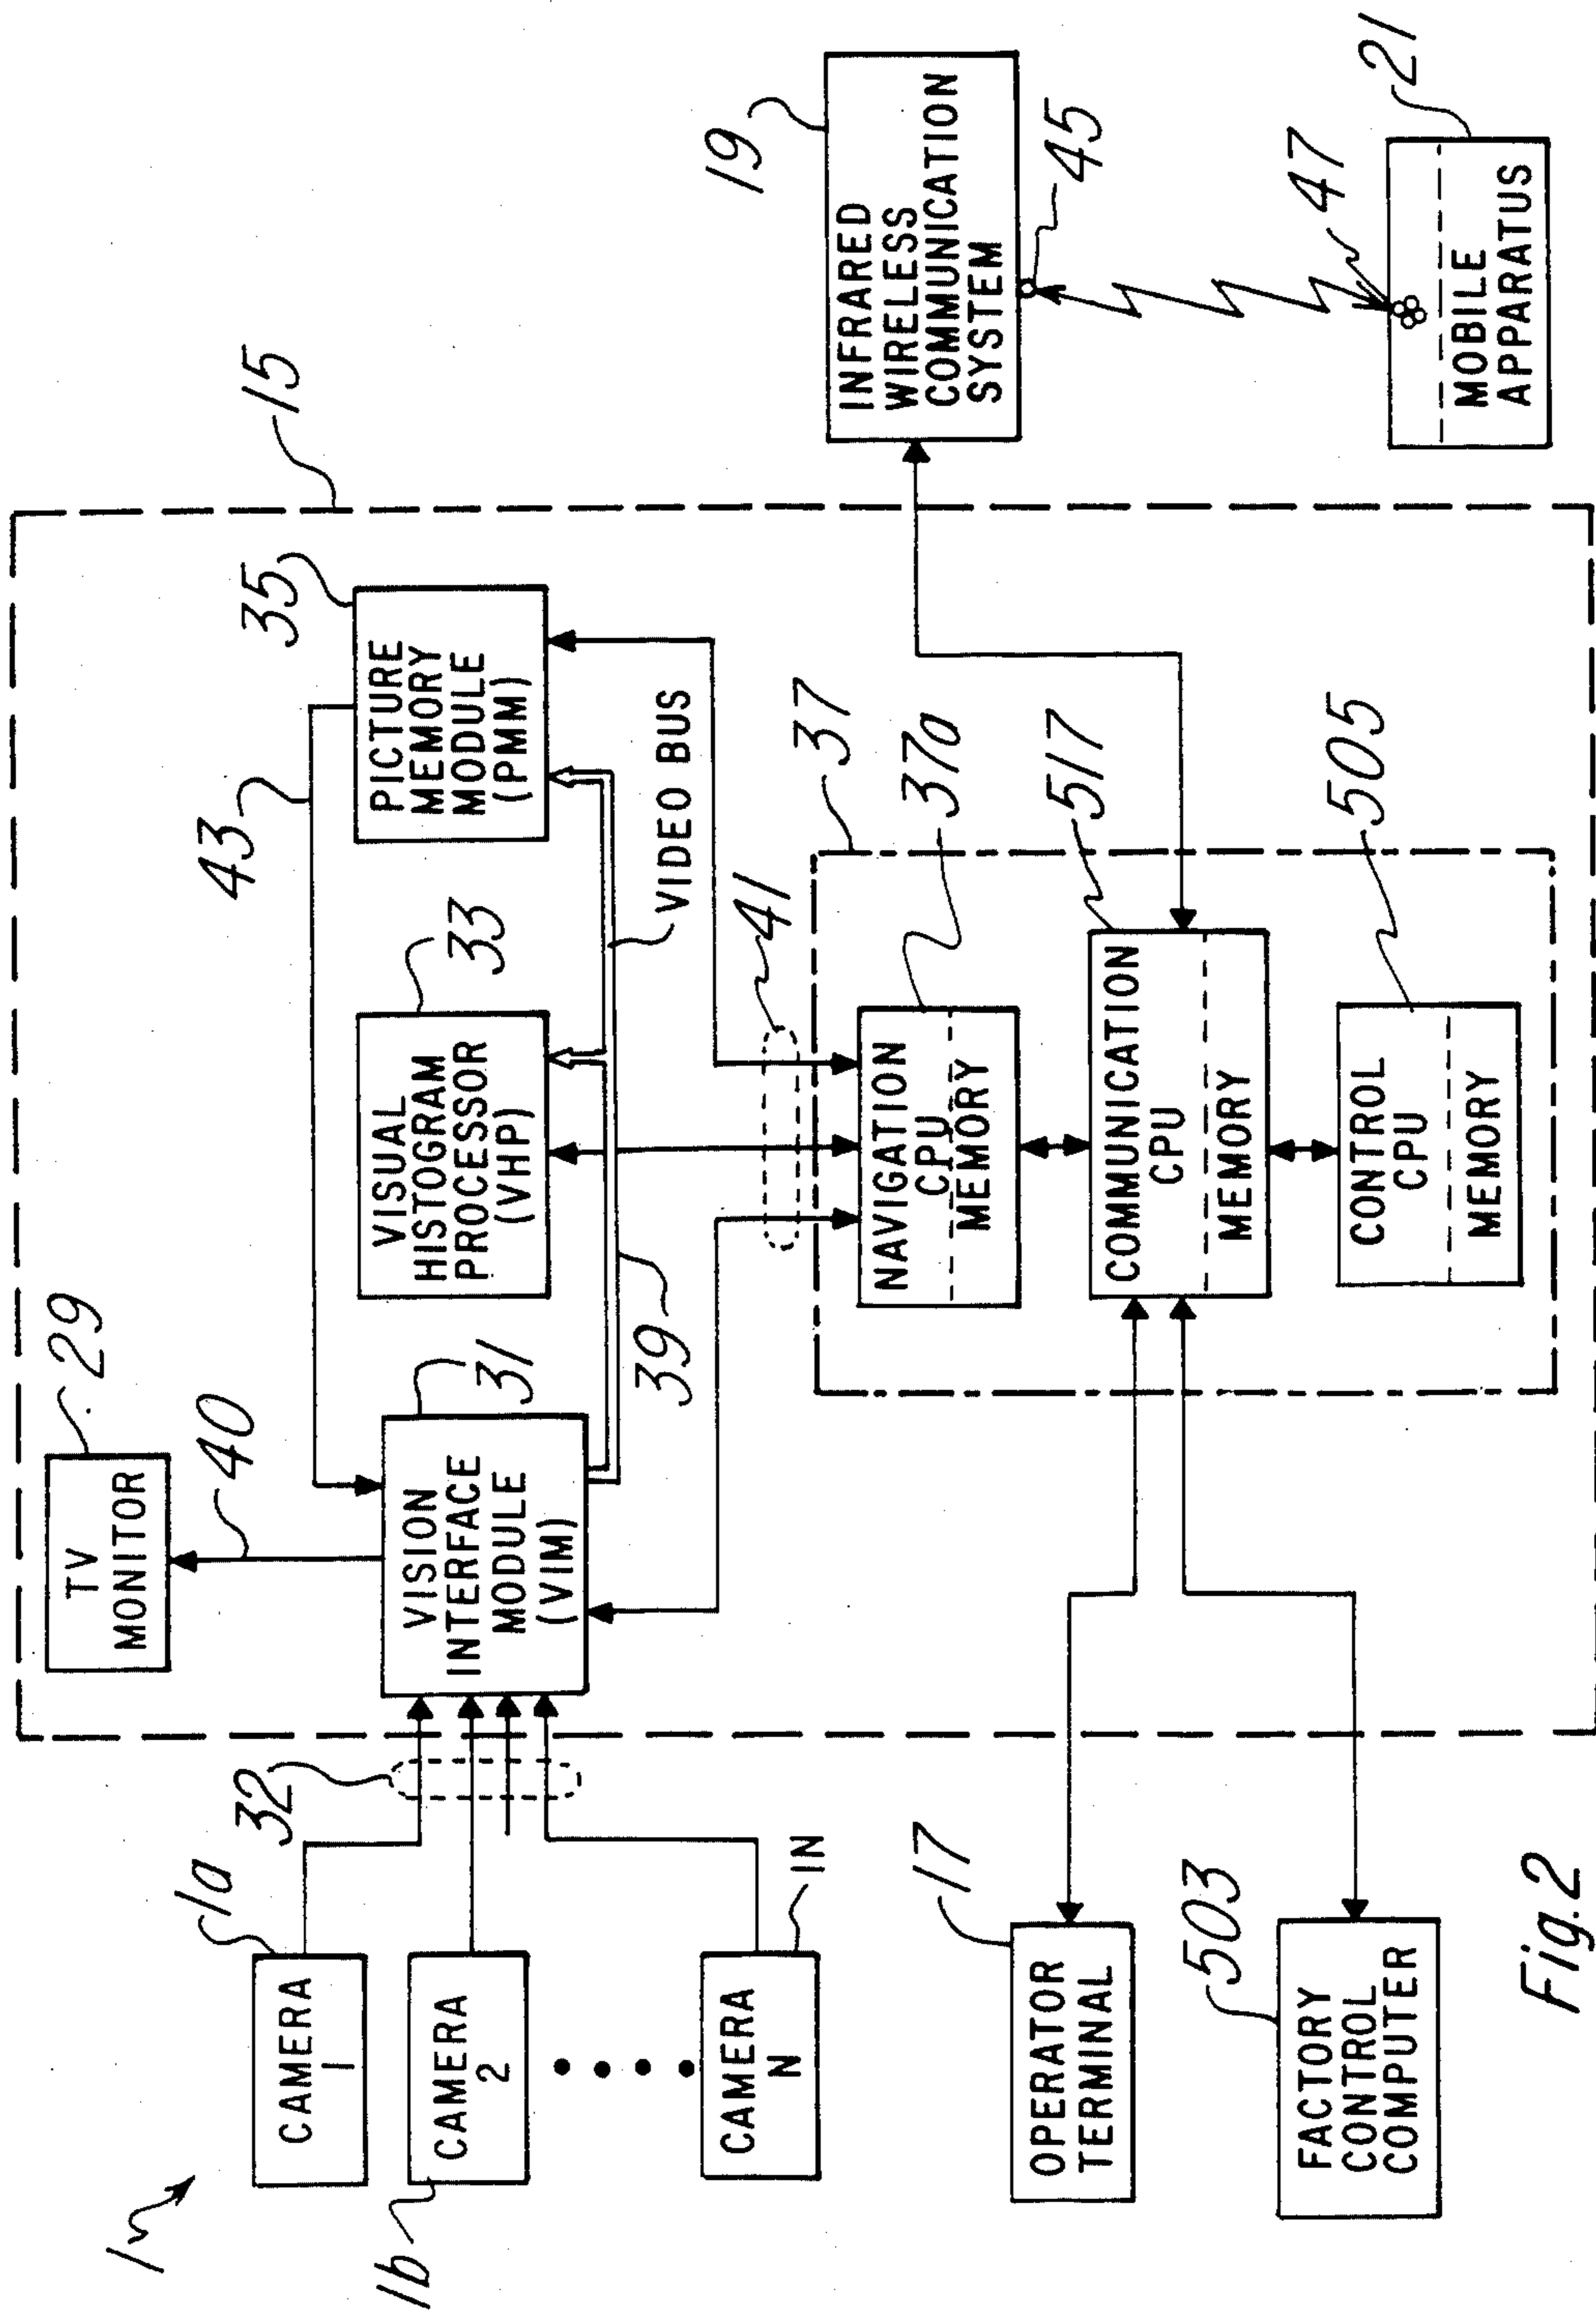 1
1a
CAMERA
1
1b
CAMERA
2
CAMERA
N
1N
32
TV
MONITOR
29
40
43
VISION
INTERFACE
MODULE
(VIM)
31
VISUAL
HISTOGRAM
PROCESSOR
(VHP)
33
PICTURE
MEMORY
MODULE
(PMM)
35
15
39
VIDEO BUS
41
37
NAVIGATION
CPU
MEMORY
37a
COMMUNICATION
CPU
MEMORY
517
CONTROL
CPU
MEMORY
505
17
OPERATOR
TERMINAL
503
FACTORY
CONTROL
COMPUTER
19
INFRARED
WIRELESS
COMMUNICATION
SYSTEM
45
47
21
MOBILE
APPARATUS
Fig.2